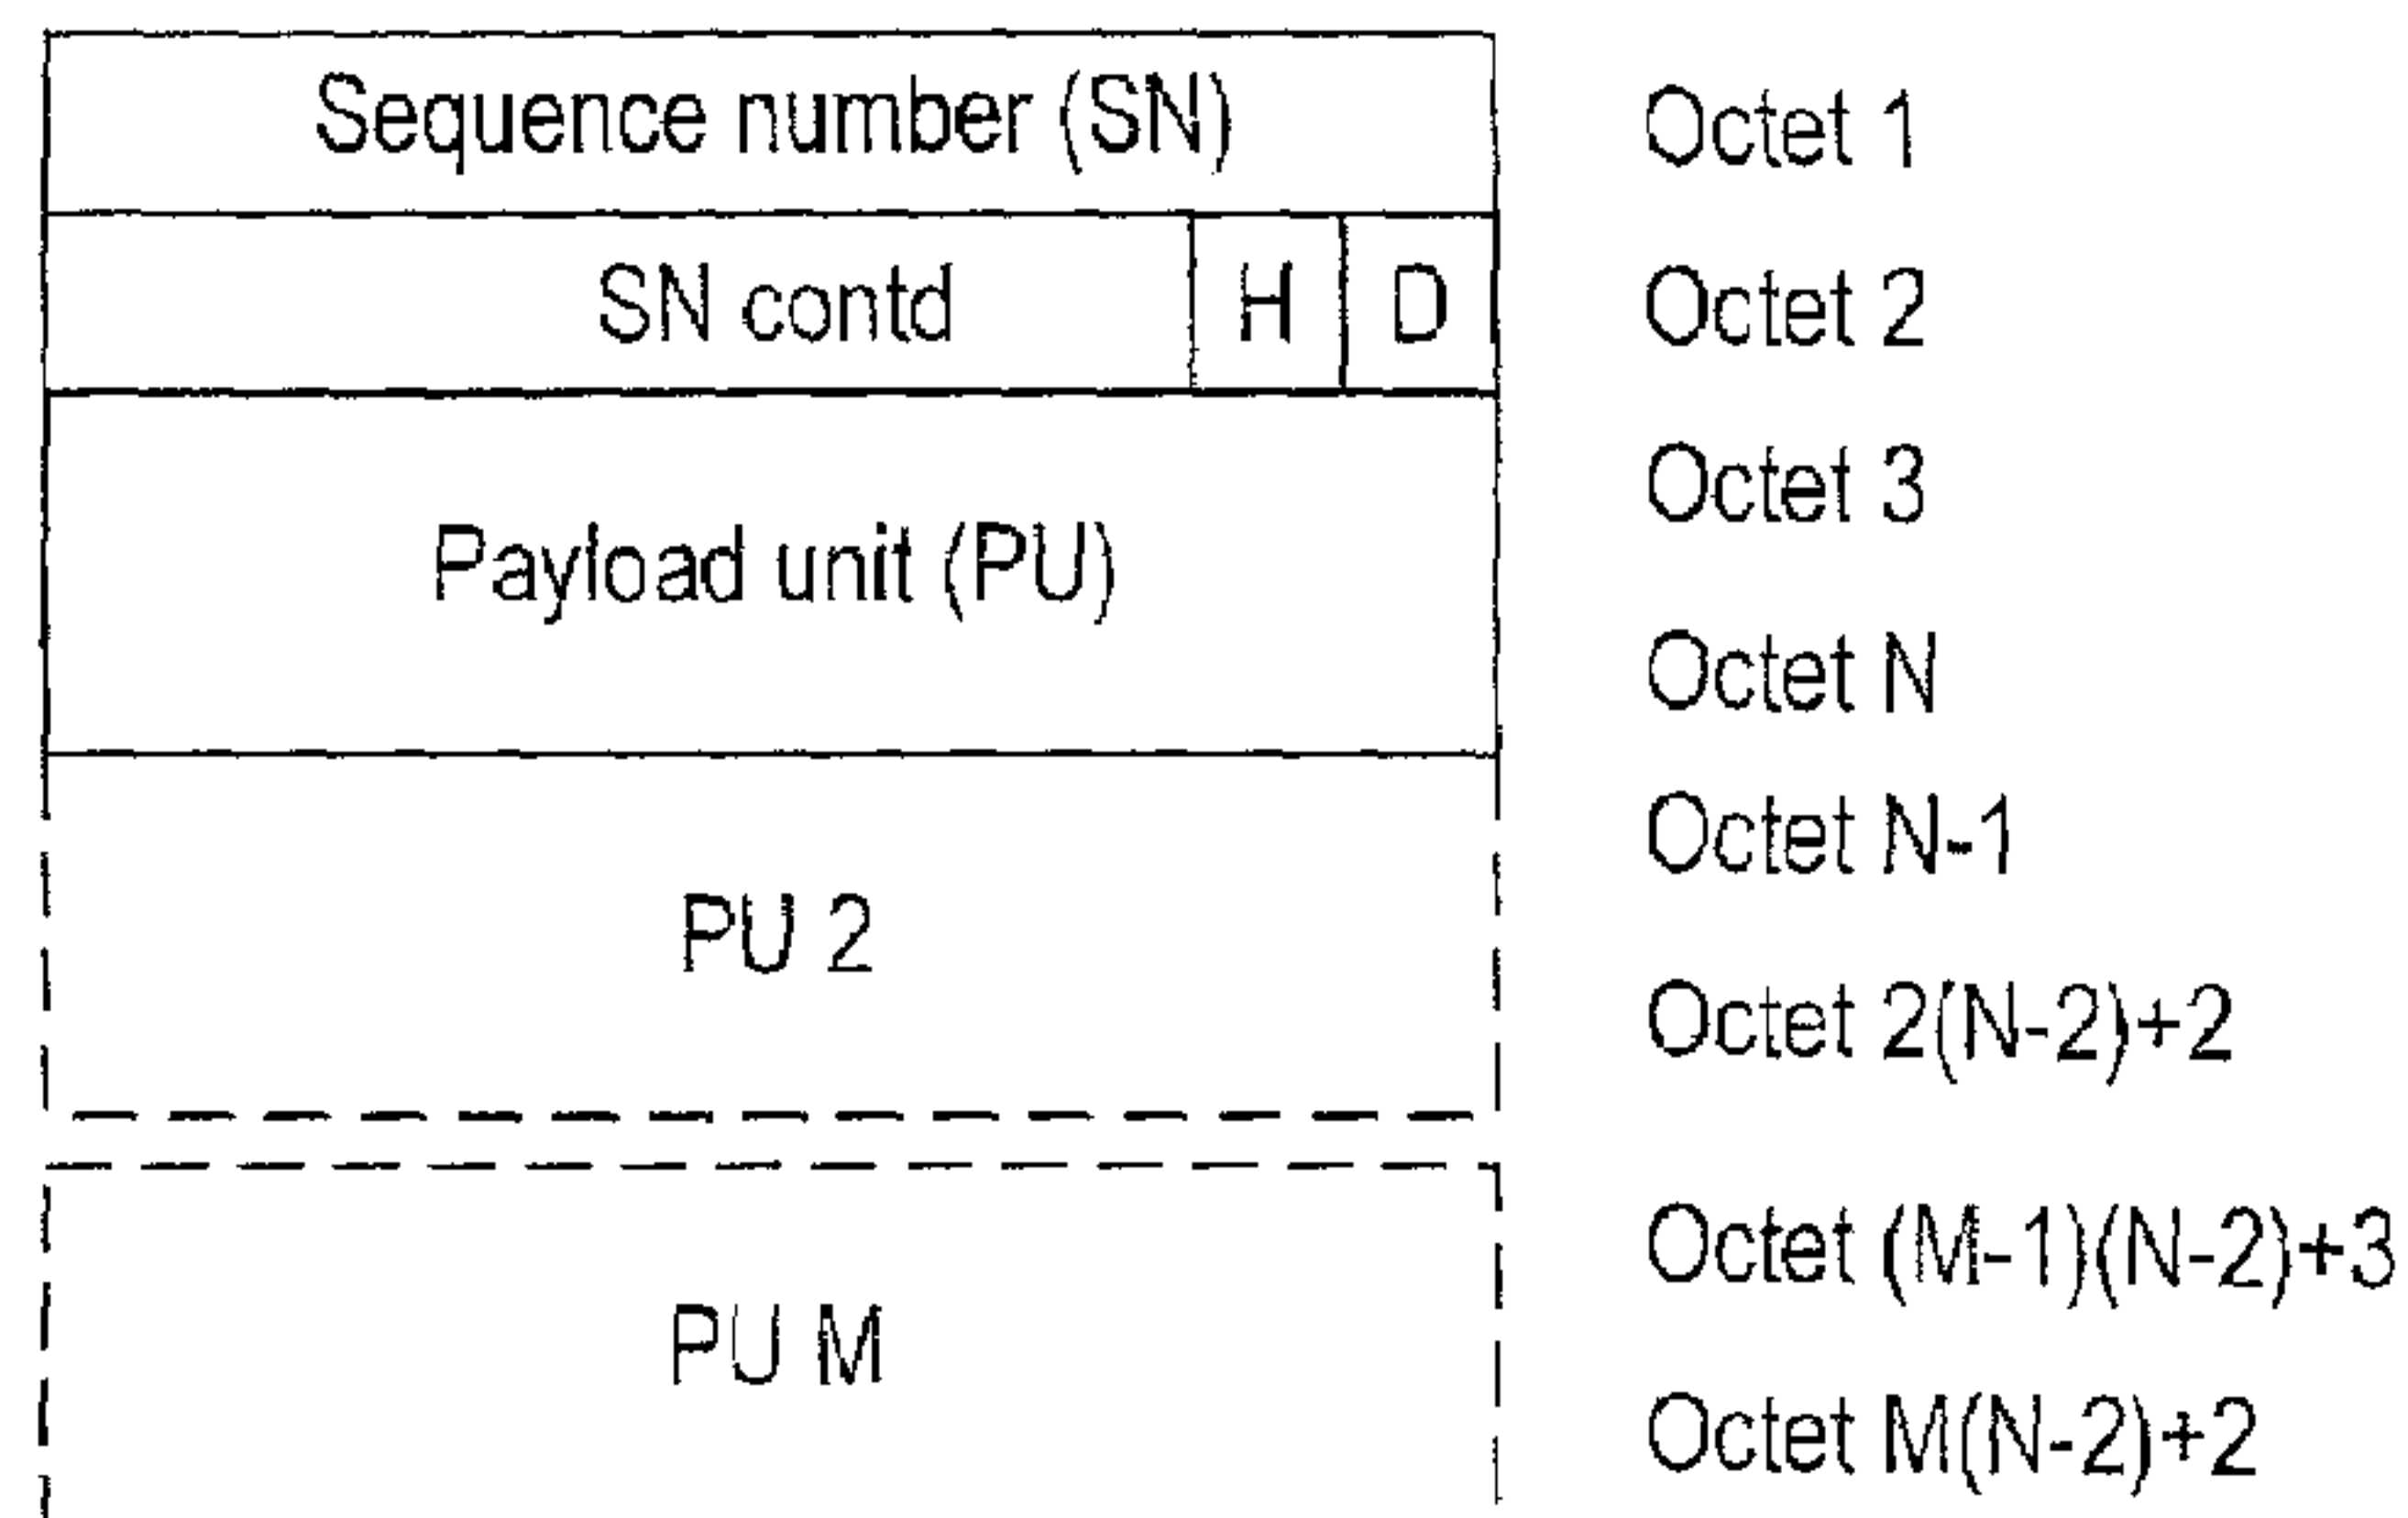 Sequence number (SN) Octet 1
SN contd H D Octet 2
Octet 3
Payload unit (PU)
Octet N
Octet N-1
PU 2
Octet 2(N-2)+2
Octet (M-1)(N-2)+3
PU M
Octet M(N-2)+2